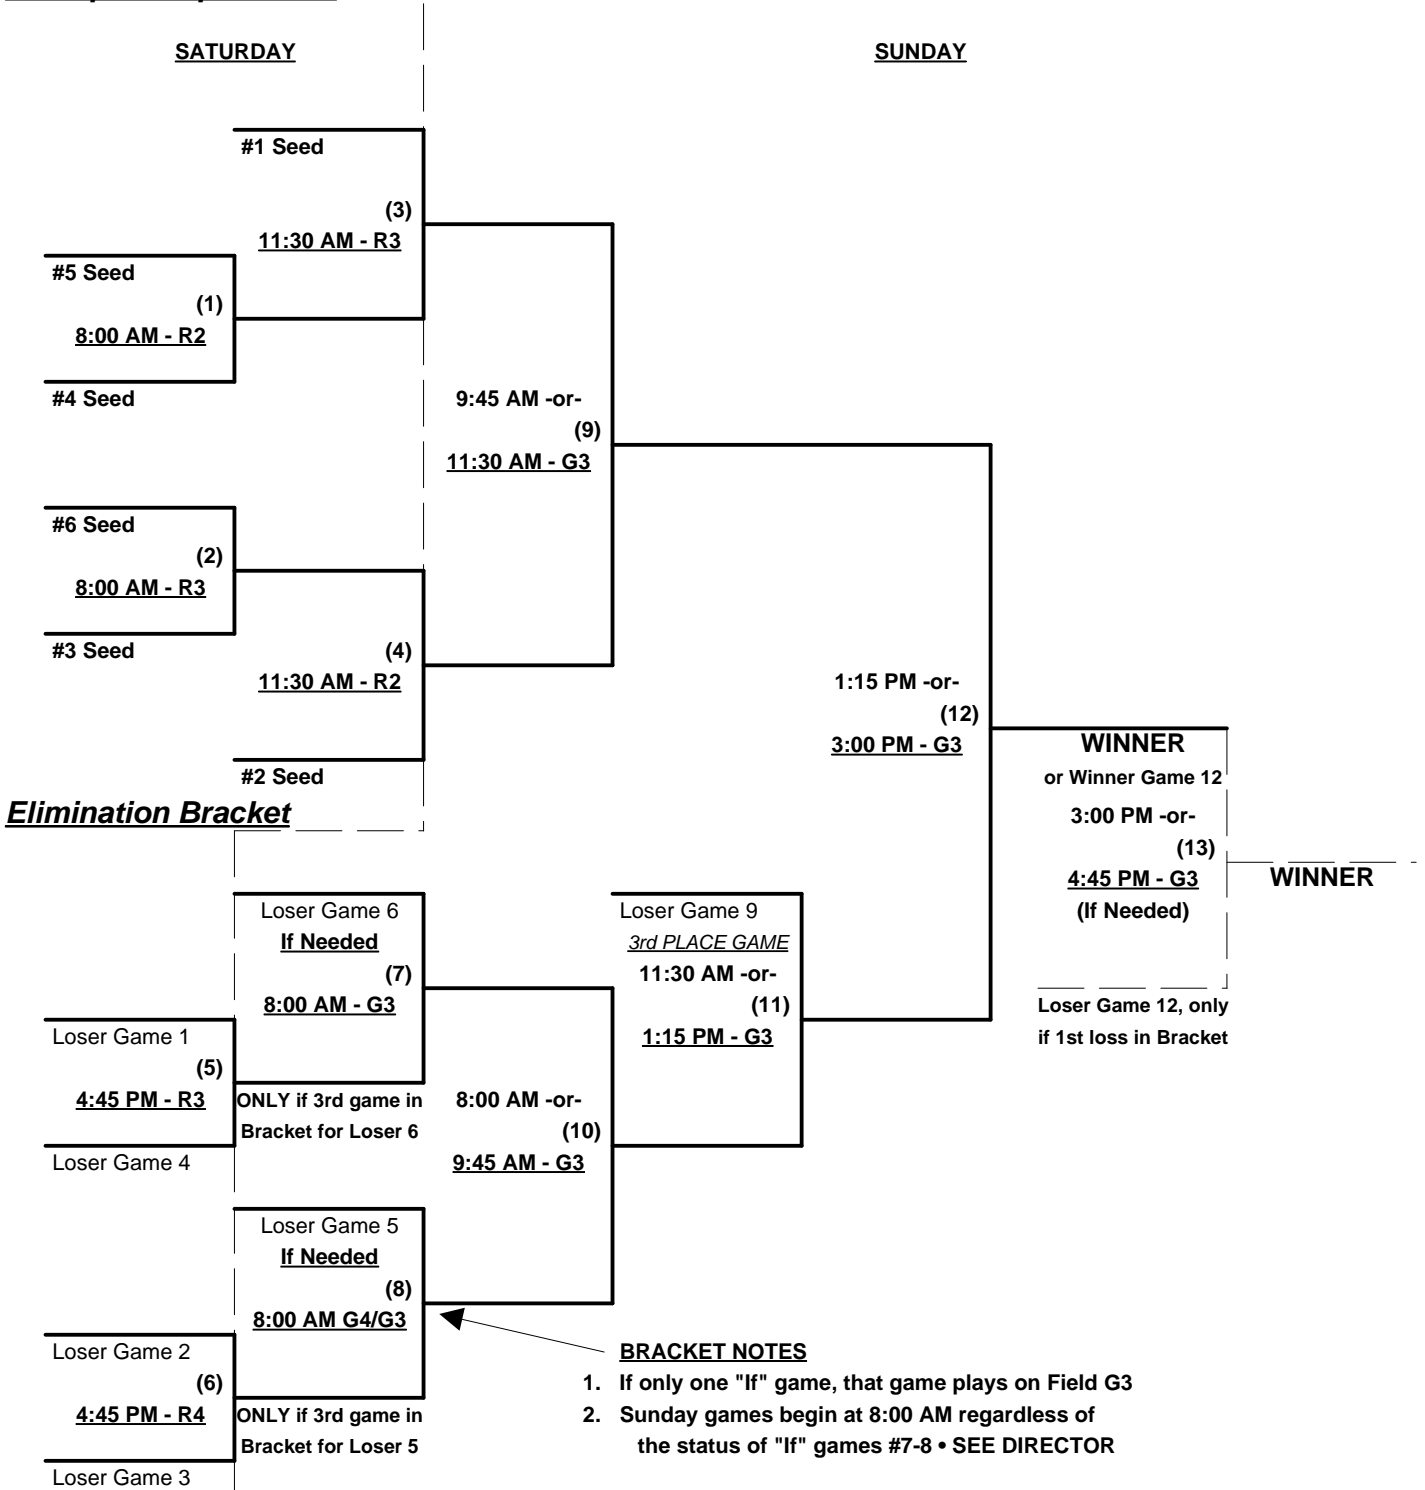 SATURDAY
SUNDAY
#1 Seed
(3)
11:30 AM - R3
#5 Seed
(1)
8:00 AM - R2
#4 Seed
9:45 AM -or-
(9)
11:30 AM - G3
#6 Seed
(2)
8:00 AM - R3
#3 Seed
(4)
11:30 AM - R2
#2 Seed
1:15 PM -or-
(12)
3:00 PM - G3
WINNER
or Winner Game 12
3:00 PM -or-
(13)
4:45 PM - G3
(If Needed)
WINNER
Loser Game 12, only
if 1st loss in Bracket
Elimination Bracket
Loser Game 6
If Needed
(7)
8:00 AM - G3
Loser Game 1
(5)
4:45 PM - R3
Loser Game 4
ONLY if 3rd game in
Bracket for Loser 6
Loser Game 9
3rd PLACE GAME
11:30 AM -or-
(11)
1:15 PM - G3
8:00 AM -or-
(10)
9:45 AM - G3
Loser Game 5
If Needed
(8)
8:00 AM G4/G3
Loser Game 2
(6)
4:45 PM - R4
Loser Game 3
ONLY if 3rd game in
Bracket for Loser 5
BRACKET NOTES
1. If only one "If" game, that game plays on Field G3
2. Sunday games begin at 8:00 AM regardless of
the status of "If" games #7-8 • SEE DIRECTOR